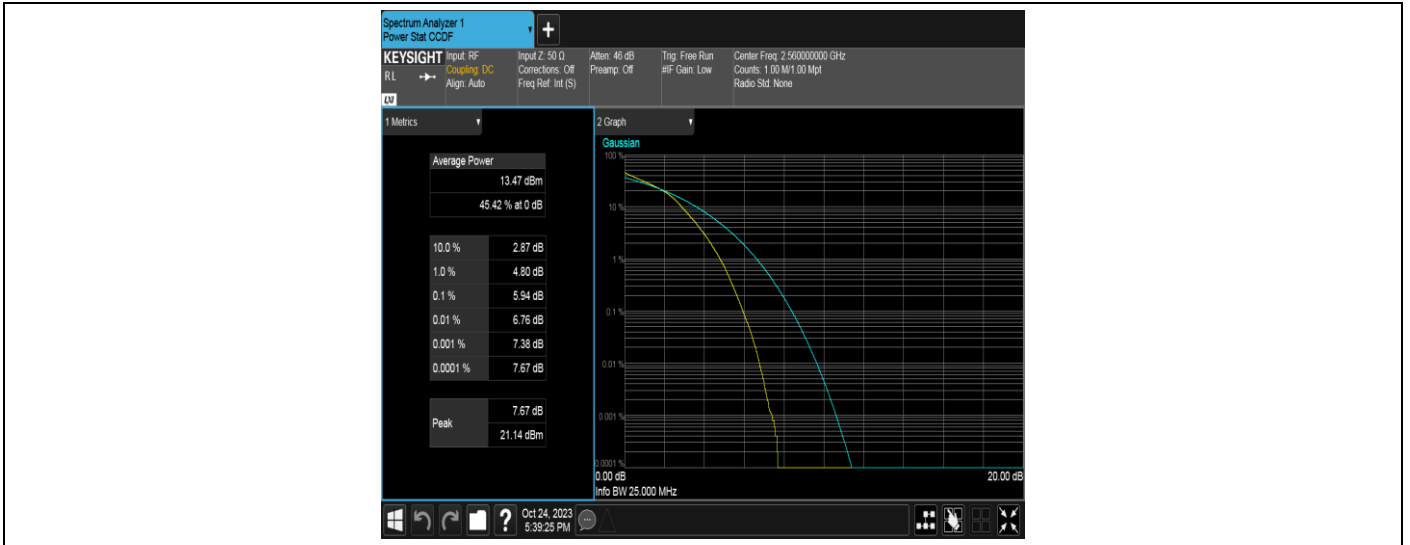 Spectrum Analyzer 1
Power Stat CCDF
+
KEYSIGHT Input: RF Input Z: 50 Ω Atten: 46 dB Trig: Free Run Center Freq: 2.560000000 GHz
RL Coupling: DC Corrections: Off Preamp: Off #IF Gain: Low Counts: 1.00 M/1.00 Mpt
Align: Auto Freq Ref: Int (S) Radio Std: None
LXI
1 Metrics
2 Graph
Average Power
13.47 dBm
45.42 % at 0 dB
10.0 % 2.87 dB
1.0 % 4.80 dB
0.1 % 5.94 dB
0.01 % 6.76 dB
0.001 % 7.38 dB
0.0001 % 7.67 dB
Peak 7.67 dB
21.14 dBm
Gaussian
100 %
10 %
1 %
0.1 %
0.01 %
0.001 %
0.0001 %
0.00 dB 20.00 dB
Info BW 25.000 MHz
? Oct 24, 2023
5:39:25 PM